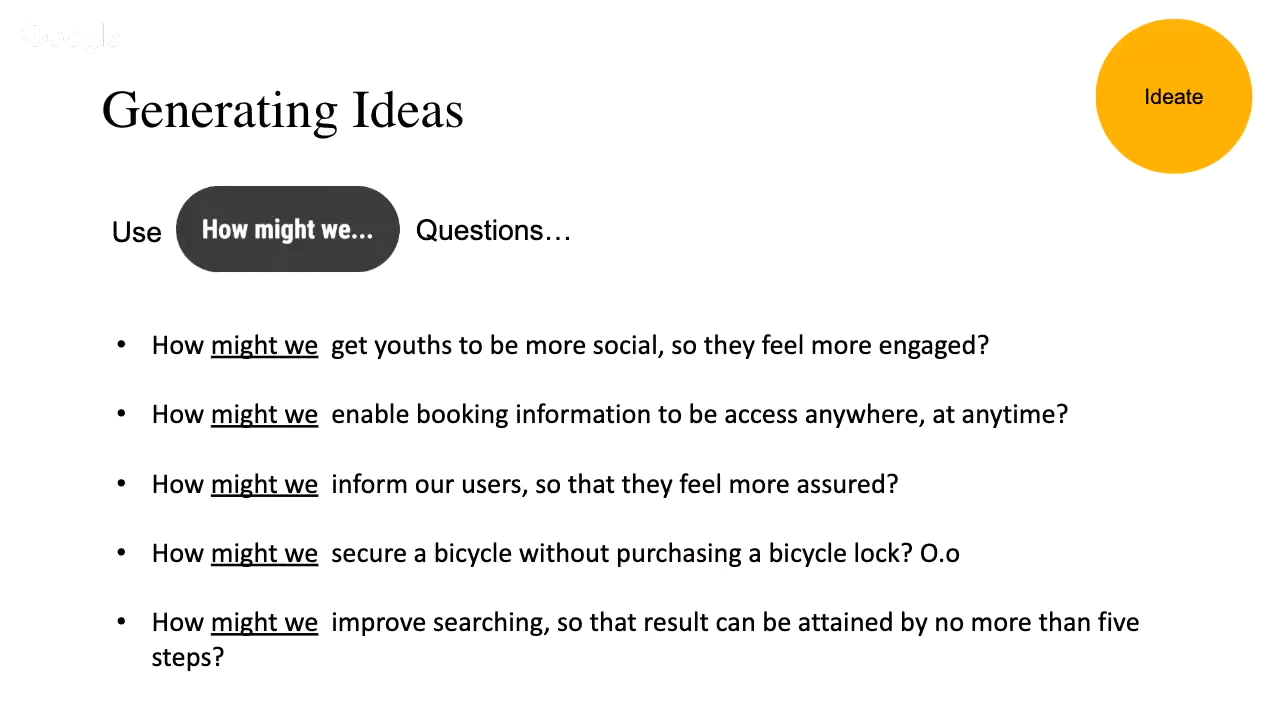 Google
Ideate
Generating Ideas
Use How might we... Questions…
• How might we get youths to be more social, so they feel more engaged?
• How might we enable booking information to be access anywhere, at anytime?
• How might we inform our users, so that they feel more assured?
• How might we secure a bicycle without purchasing a bicycle lock? O.o
• How might we improve searching, so that result can be attained by no more than five
steps?